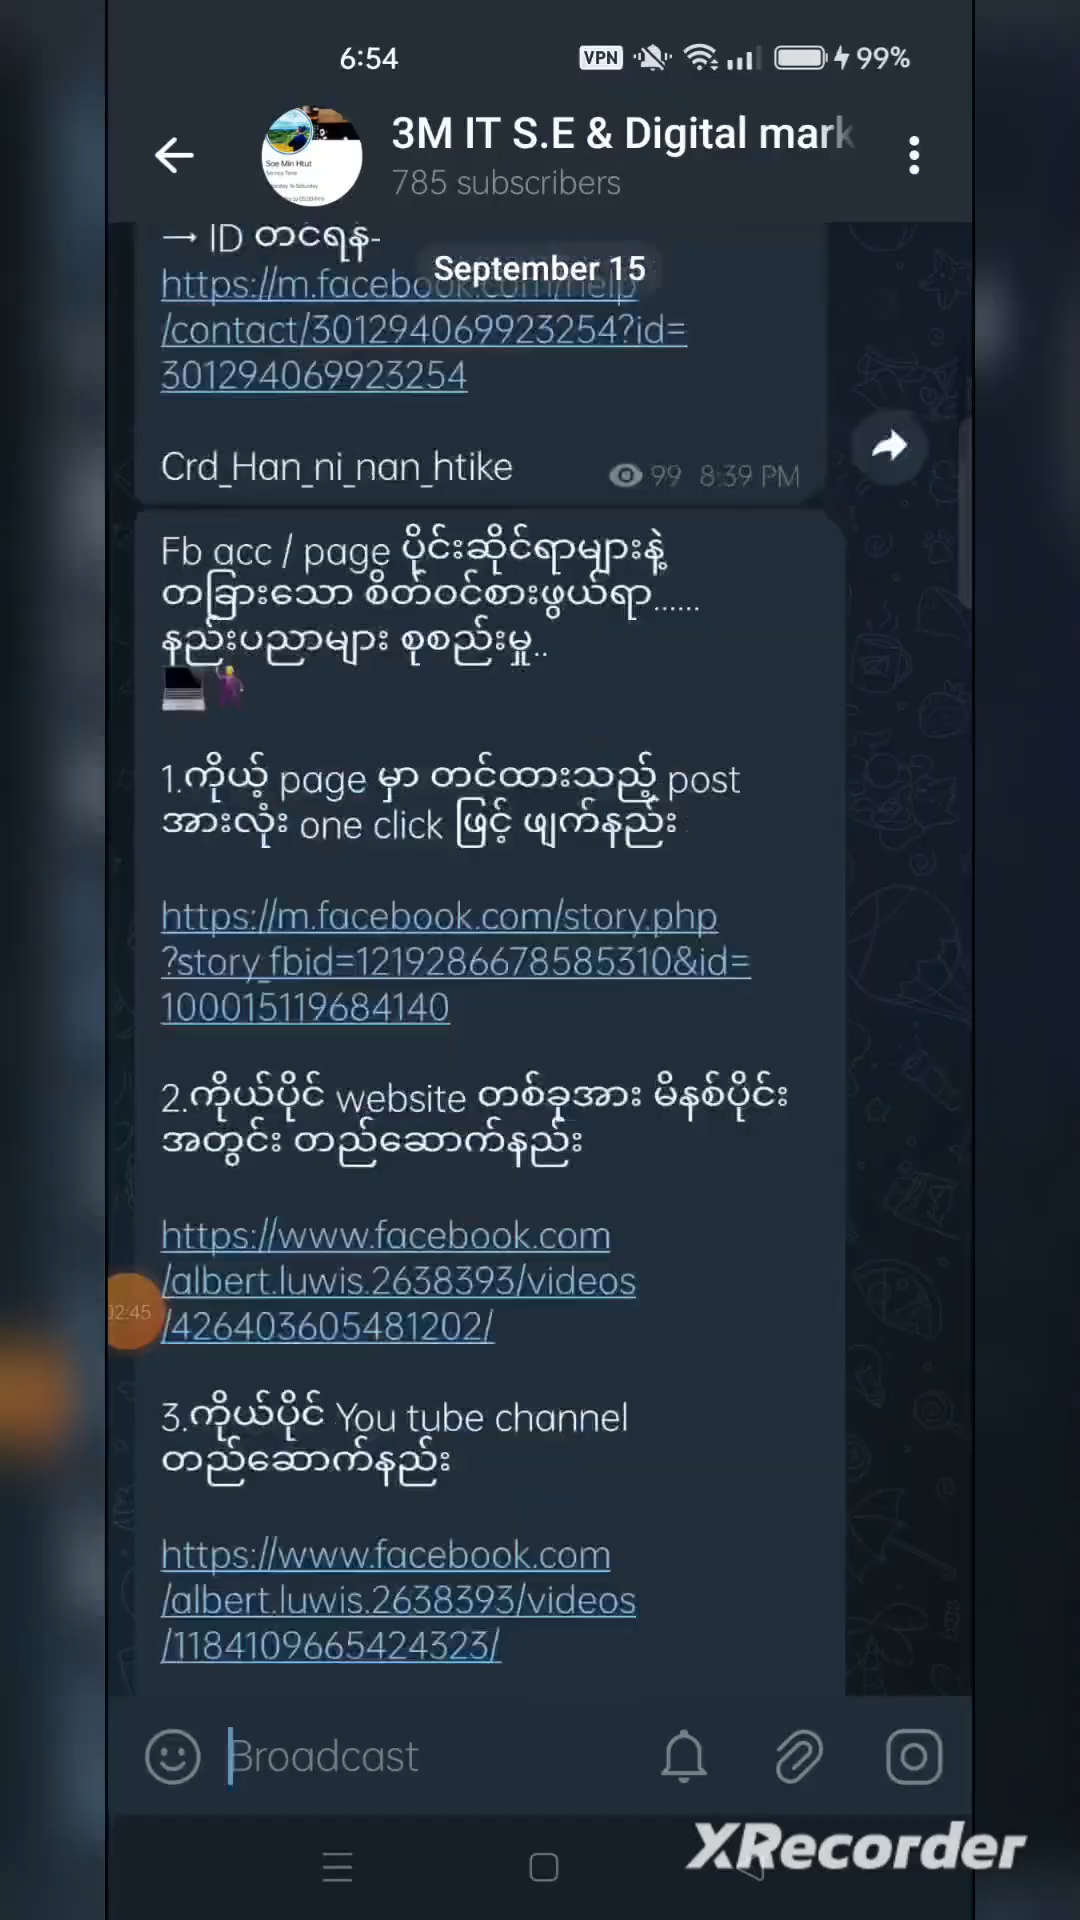 6:54
VPN
99%
3M IT S.E & Digital mark
785 subscribers
Soe Min Htut
→ ID တင်ရန်-
September 15
https://m.facebook.com/help
/contact/301294069923254?id=
301294069923254
Crd_Han_ni_nan_htike
99 8:39 PM
Fb acc / page ပိုင်းဆိုင်ရာများနဲ့
တခြားသော စိတ်ဝင်စားဖွယ်ရာ......
နည်းပညာများ စုစည်းမှု..
1.ကိုယ့် page မှာ တင်ထားသည့် post
အားလုံး one click ဖြင့် ဖျက်နည်း
https://m.facebook.com/story.php
?story_fbid=1219286678585310&id=
100015119684140
2.ကိုယ်ပိုင် website တစ်ခုအား မိနစ်ပိုင်း
အတွင်း တည်ဆောက်နည်း
https://www.facebook.com
/albert.luwis.2638393/videos
/426403605481202/
02:45
3.ကိုယ်ပိုင် You tube channel
တည်ဆောက်နည်း
https://www.facebook.com
/albert.luwis.2638393/videos
/1184109665424323/
Broadcast
XRecorder